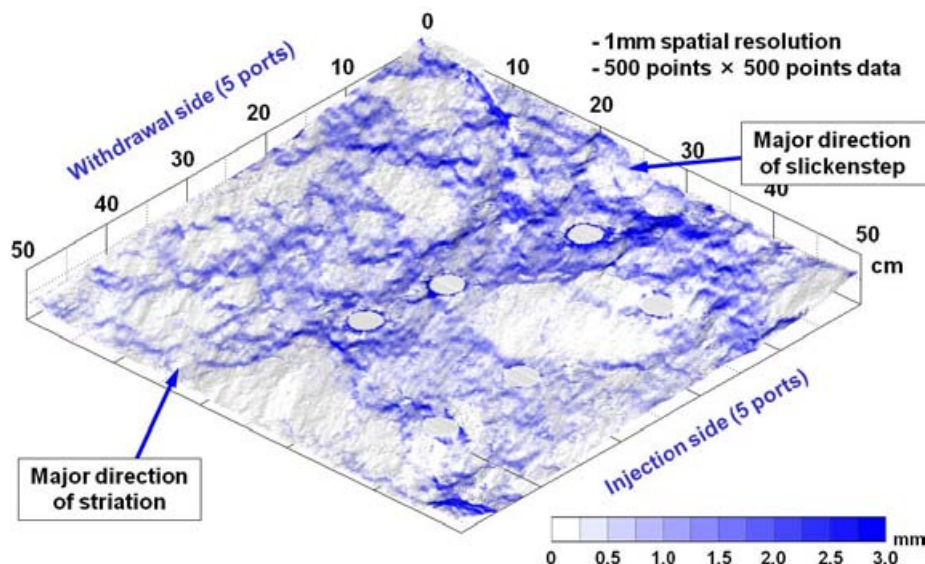 0
- 1mm spatial resolution
- 500 points × 500 points data
10
10
Withdrawal side (5 ports)
20
20
Major direction
of slickenstep
30
30
40
40
50
50
cm
Injection side (5 ports)
Major direction
of striation
mm
0 0.5 1.0 1.5 2.0 2.5 3.0